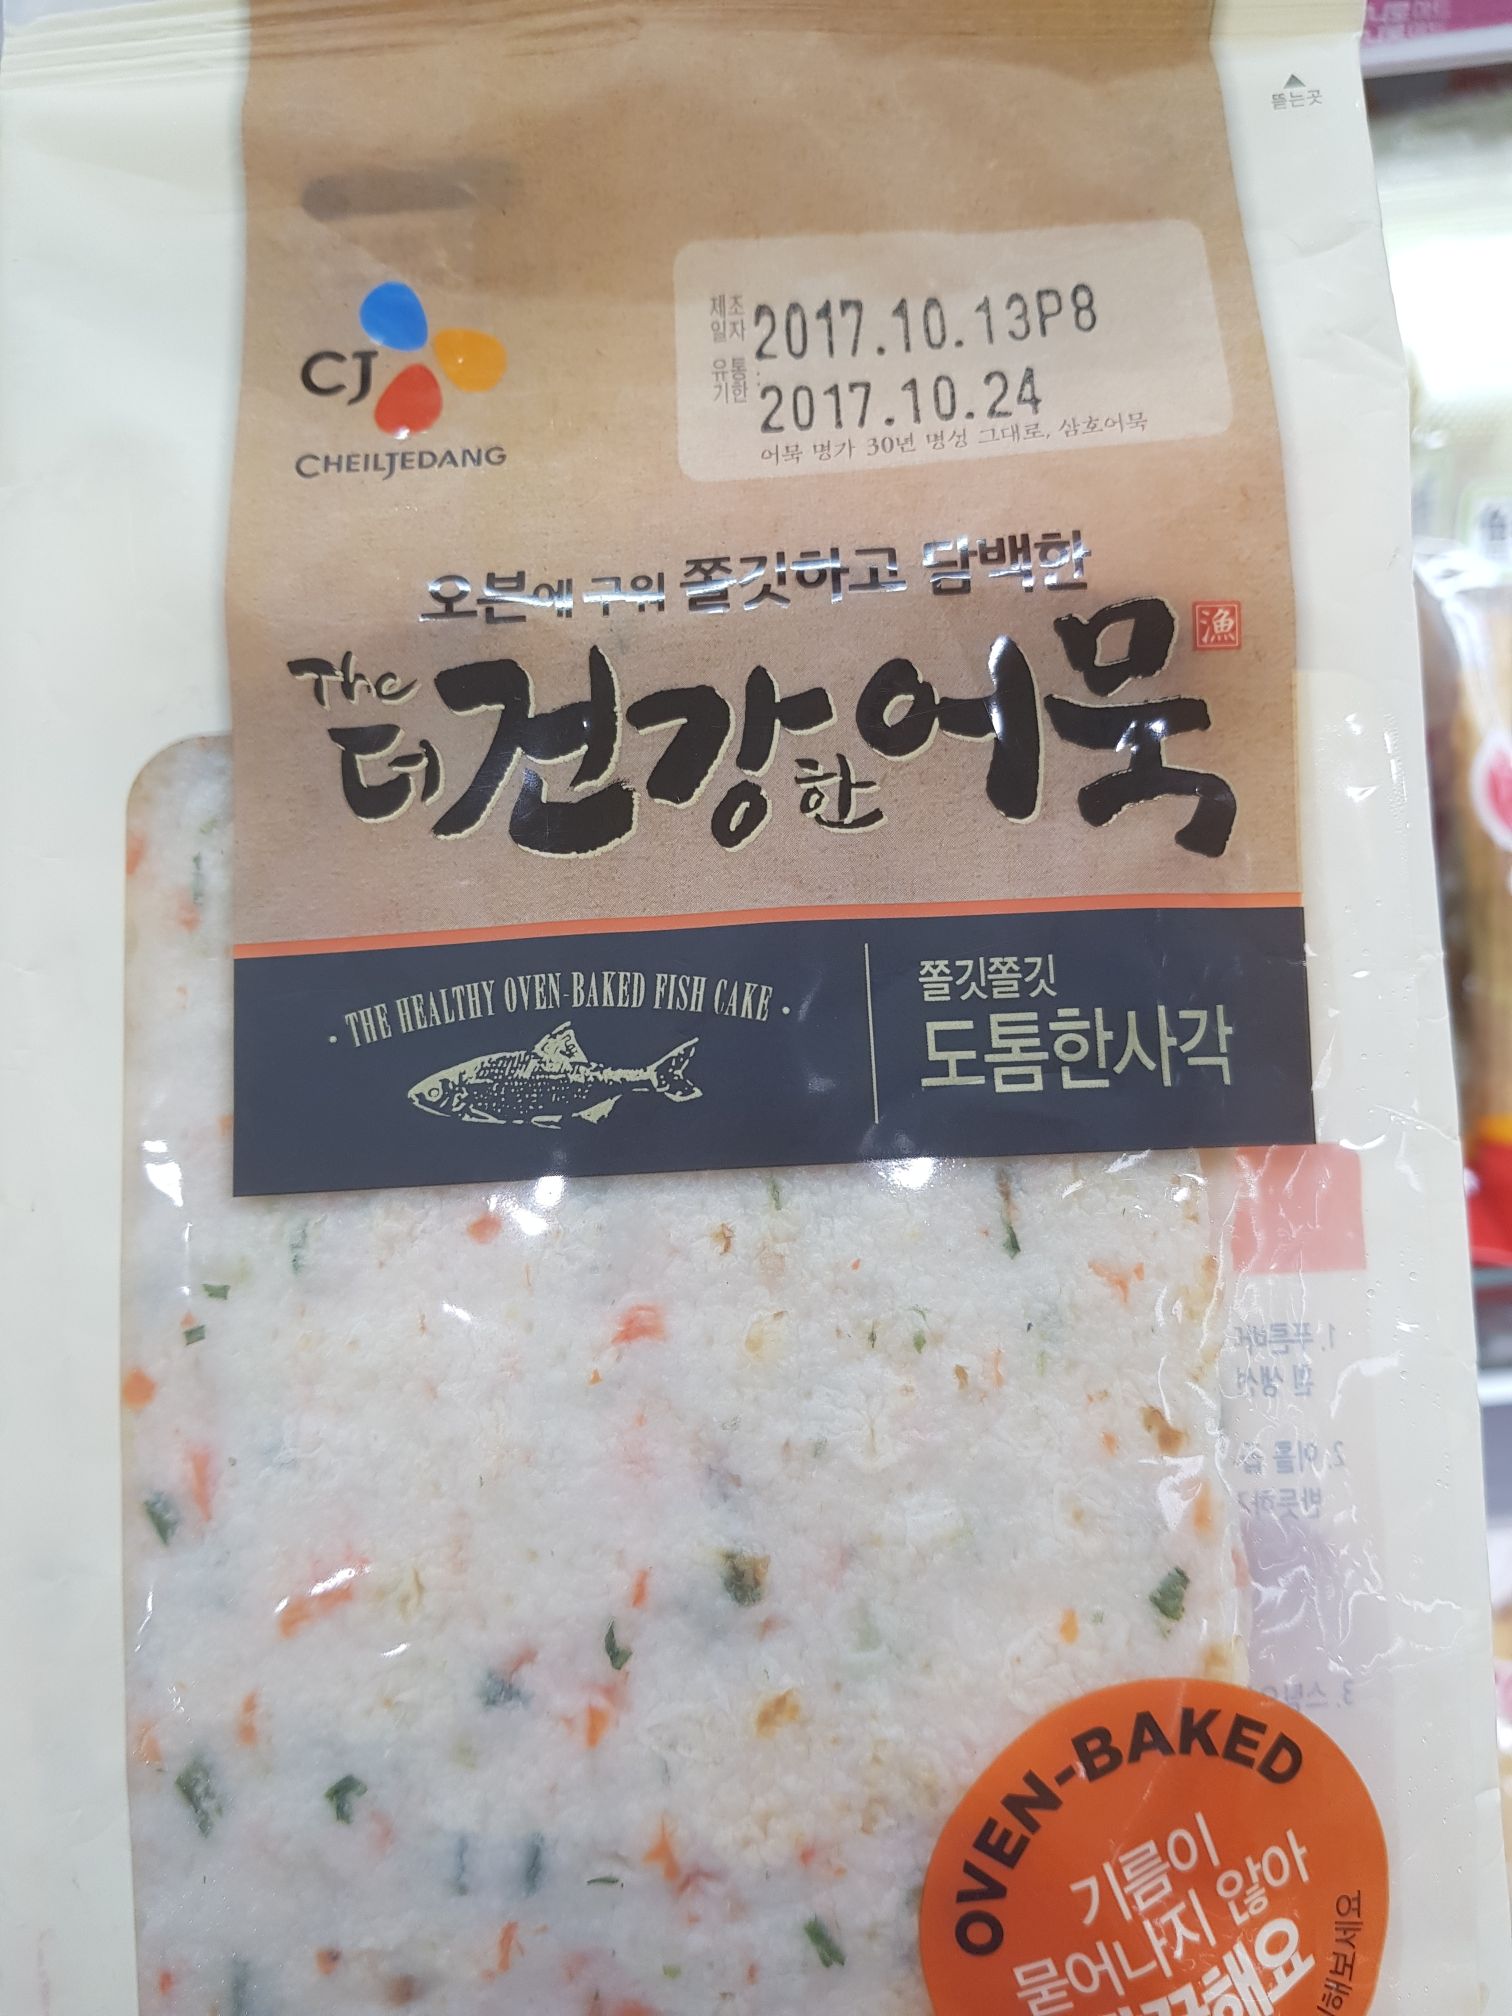 뜯는곳
CJ
CHEILJEDANG
제조일자 2017.10.13P8
유통기한 : 2017.10.24
어묵 명가 30년 명성 그대로, 삼호어묵
오븐에 구워 쫄깃하고 담백한
The
더건강한어묵
漁
· THE HEALTHY OVEN-BAKED FISH CAKE ·
쫄깃쫄깃
도톰한사각
OVEN-BAKED
기름이
묻어나지 않아
해보세요